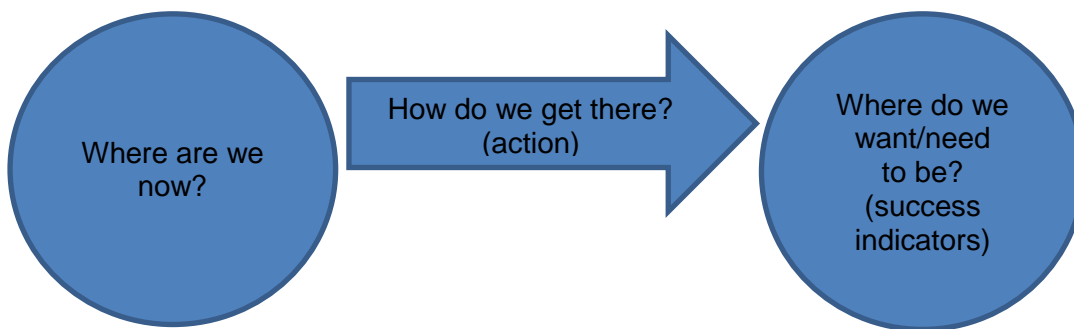 Where are we
now?
How do we get there?
(action)
Where do we
want/need
to be?
(success
indicators)